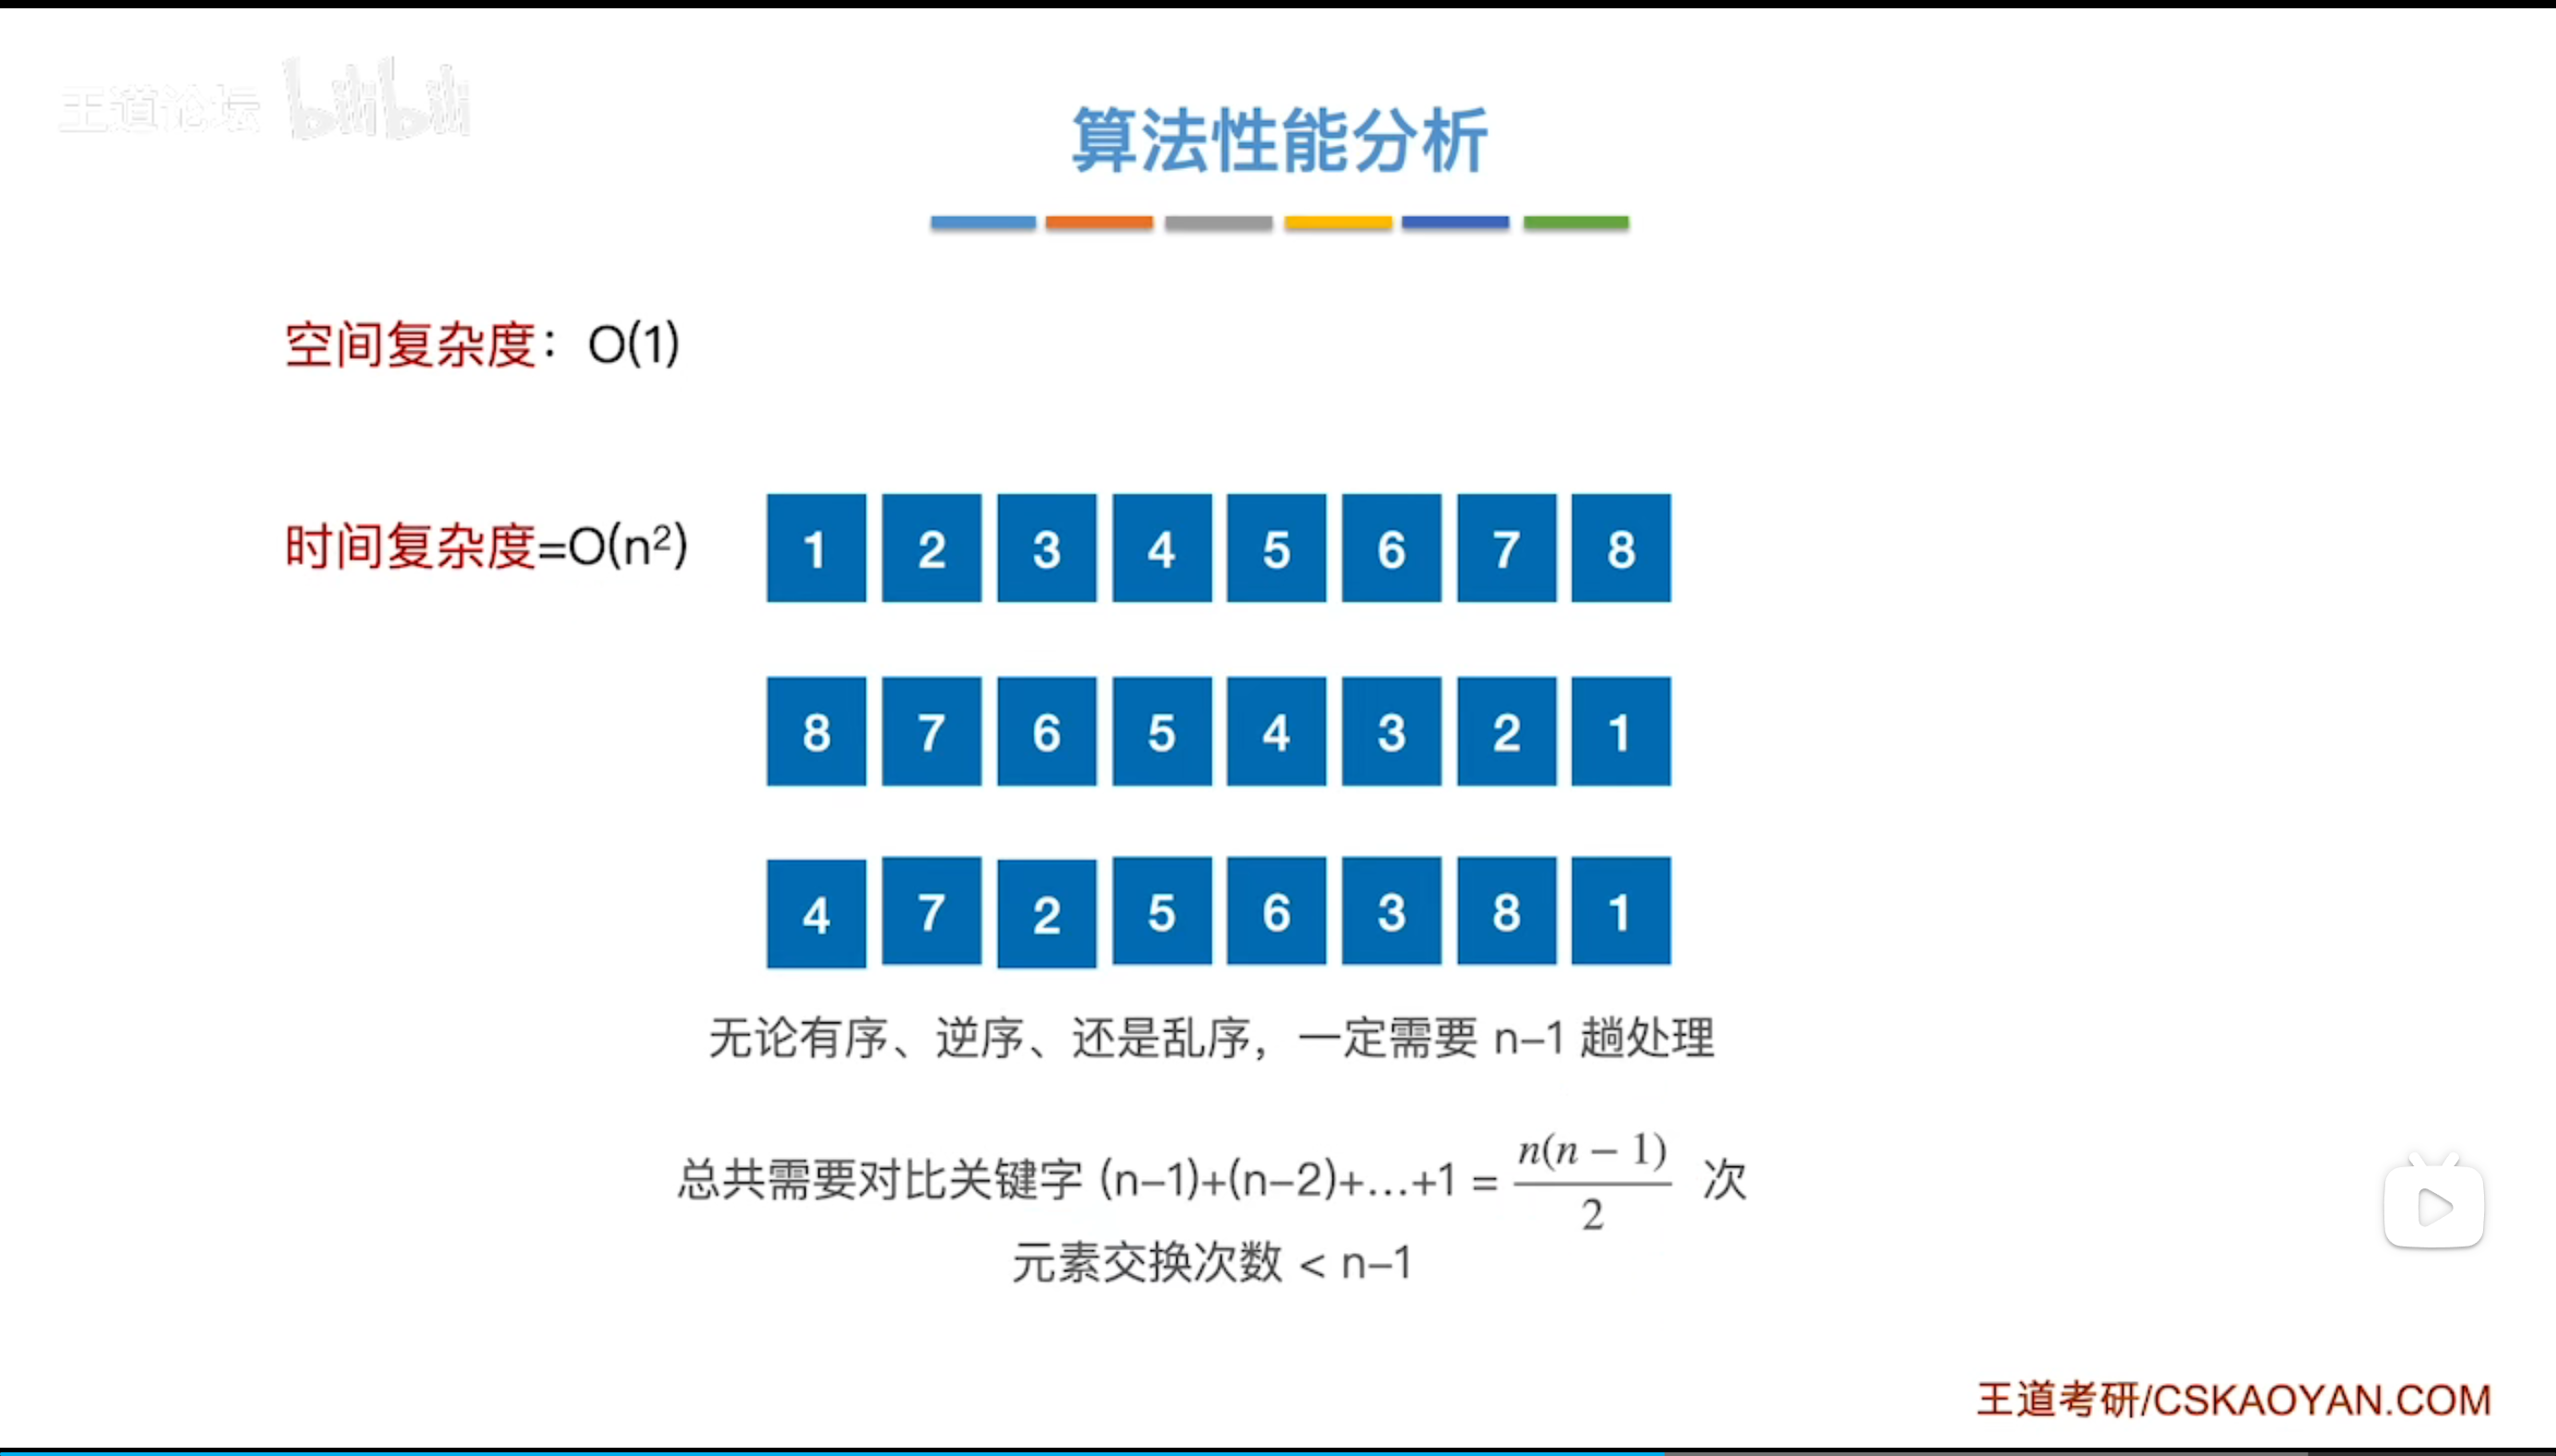 王道论坛 bilibili
算法性能分析
空间复杂度：O(1)
时间复杂度=O(n²)
1 2 3 4 5 6 7 8
8 7 6 5 4 3 2 1
4 7 2 5 6 3 8 1
无论有序、逆序、还是乱序，一定需要 n–1 趟处理
总共需要对比关键字 (n–1)+(n–2)+…+1 = n(n − 1)/2 次
元素交换次数 < n–1
王道考研/CSKAOYAN.COM